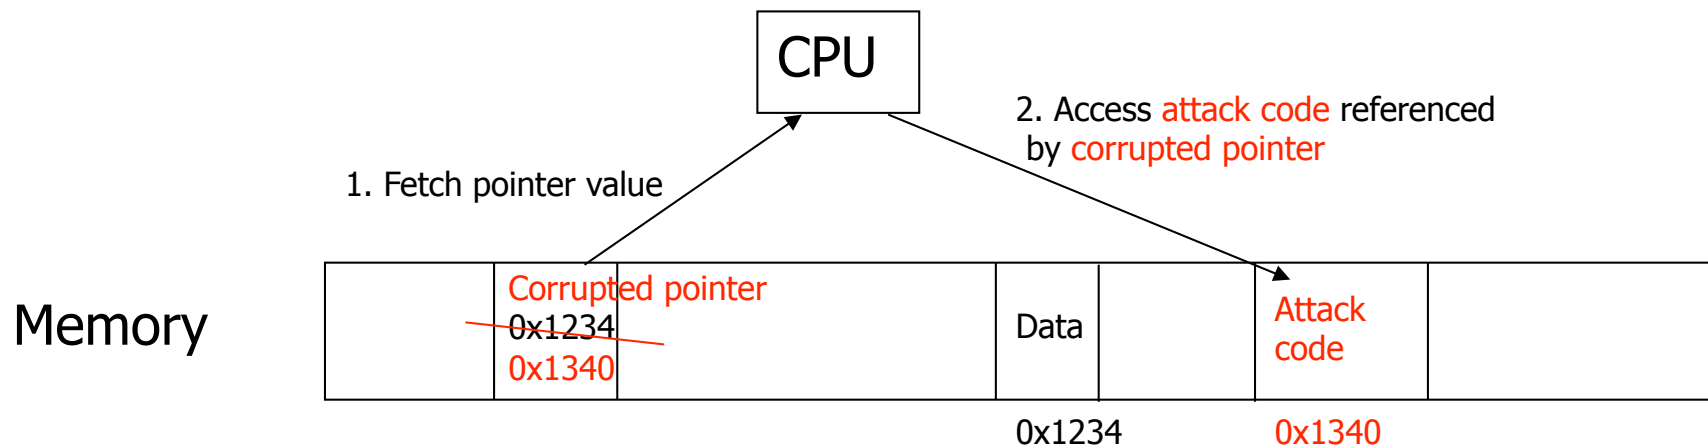 CPU
2. Access attack code referenced
by corrupted pointer
1. Fetch pointer value
Memory
Corrupted pointer
0x1234
0x1340
Data
Attack
code
0x1234
0x1340